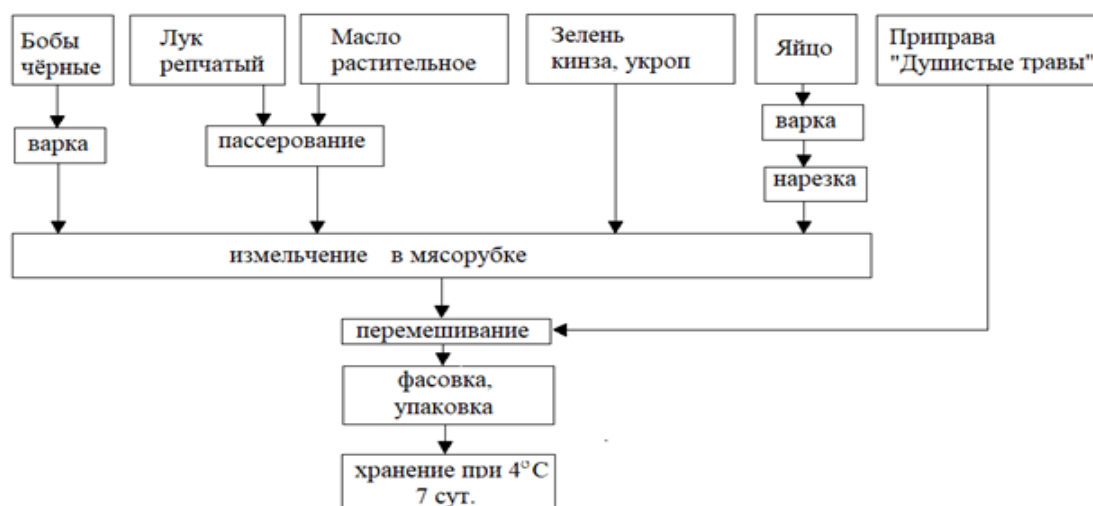 Бобы
чёрные
Лук
репчатый
Масло
растительное
Зелень
кинза, укроп
Яйцо
Приправа
"Душистые травы"
варка
пассерование
варка
нарезка
измельчение в мясорубке
перемешивание
фасовка,
упаковка
хранение при 4°С
7 сут.